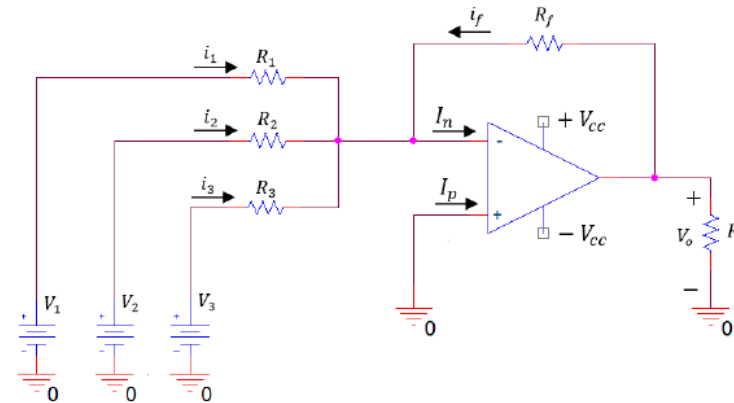 i_f R_f
i_1 R_1
i_2 R_2
I_n + V_cc
-
i_3 R_3
I_p
+
- V_cc
+
V_o
−
V_1 V_2 V_3
+ + +
- - -
0 0
0 0 0